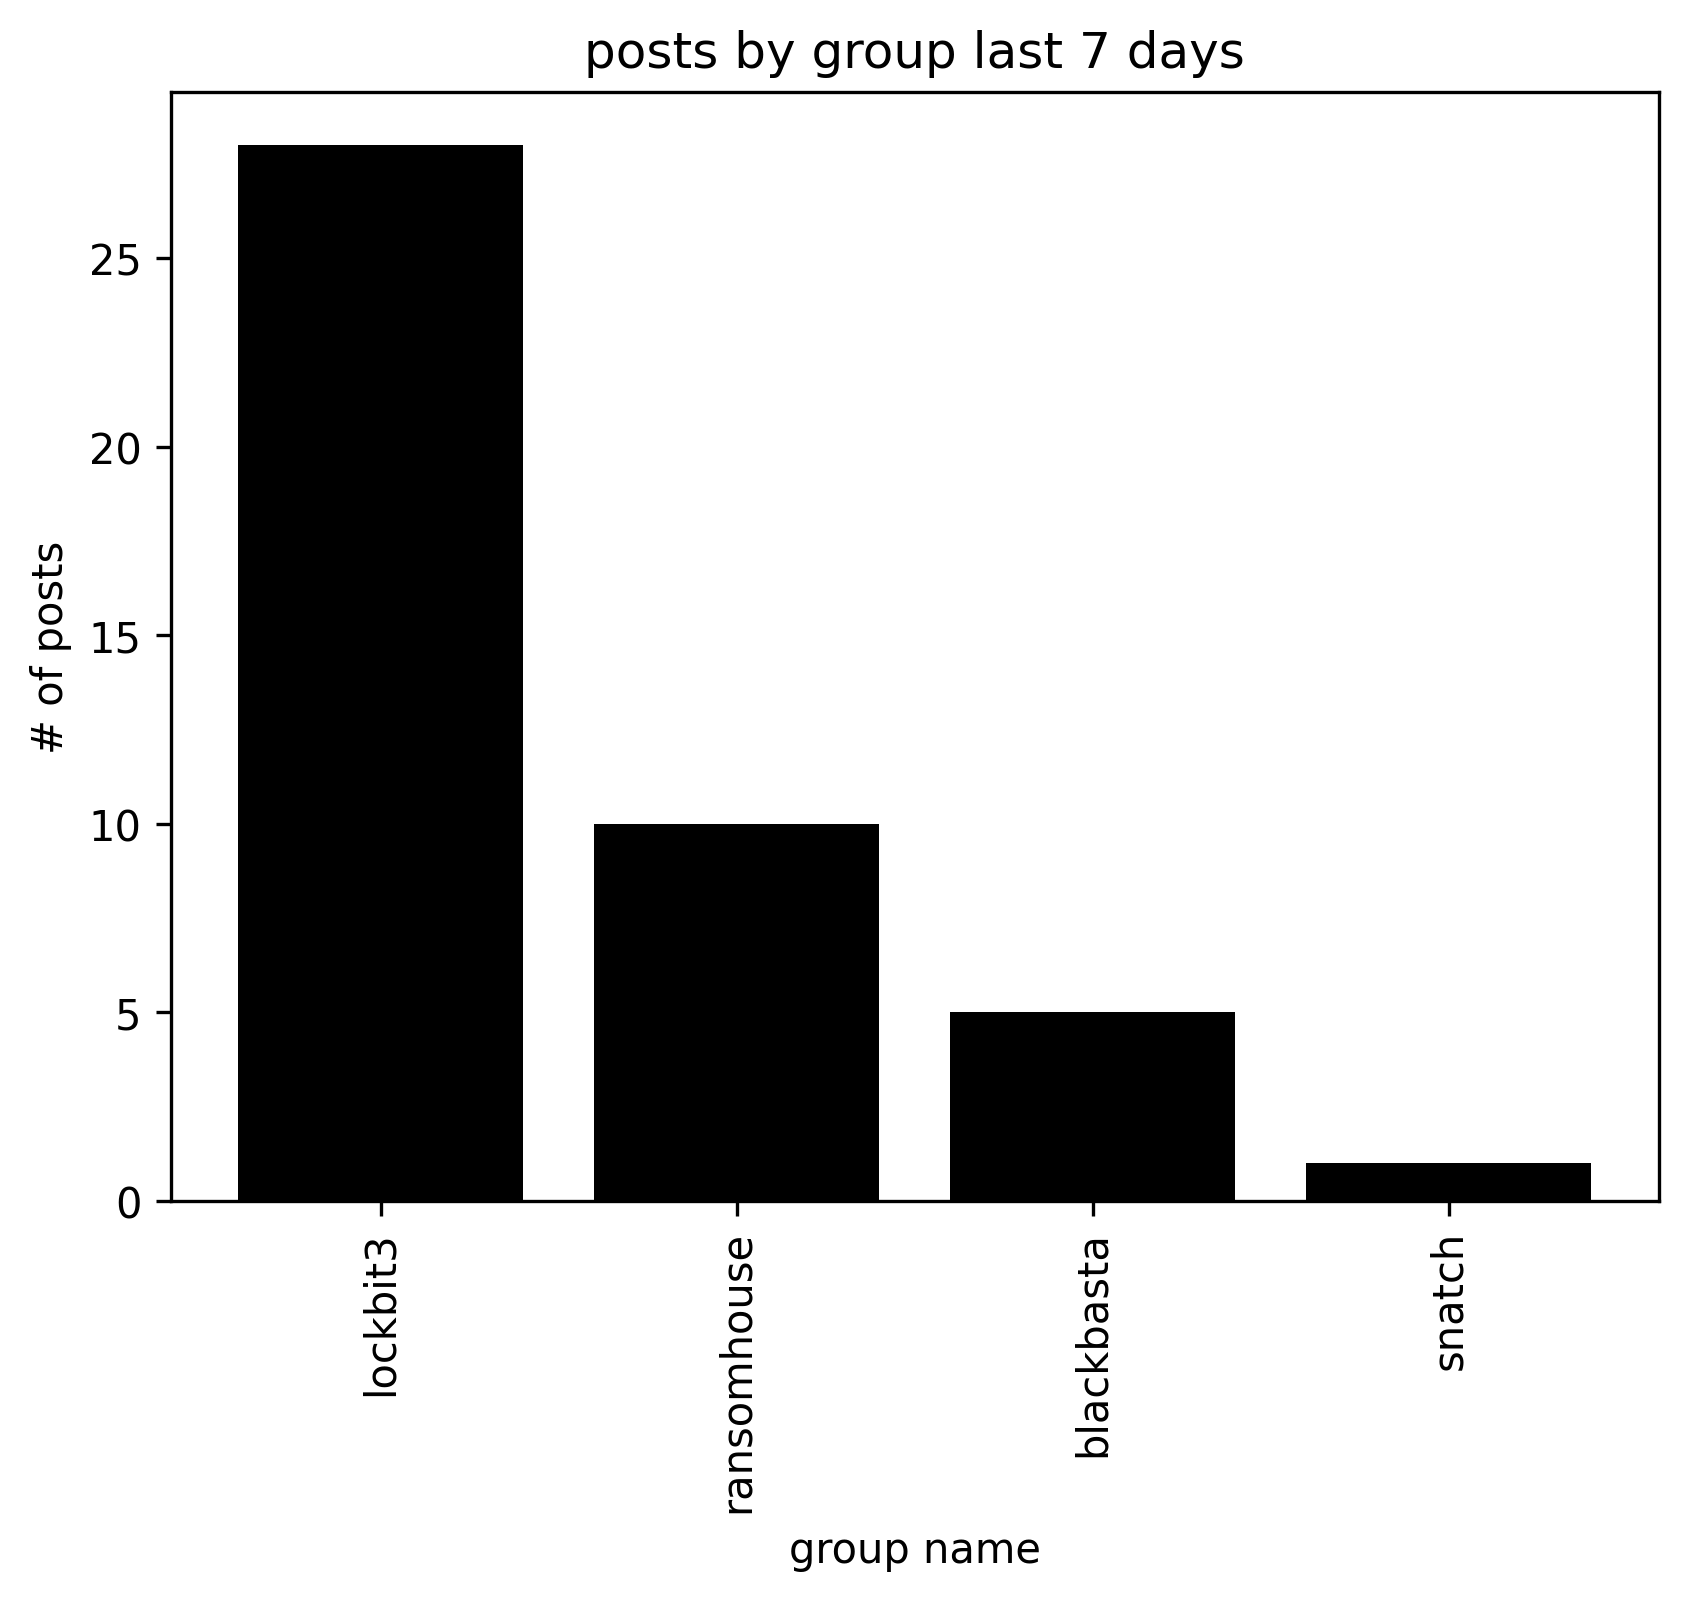 posts by group last 7 days
# of posts
25
20
15
10
5
0
lockbit3
ransomhouse
blackbasta
snatch
group name